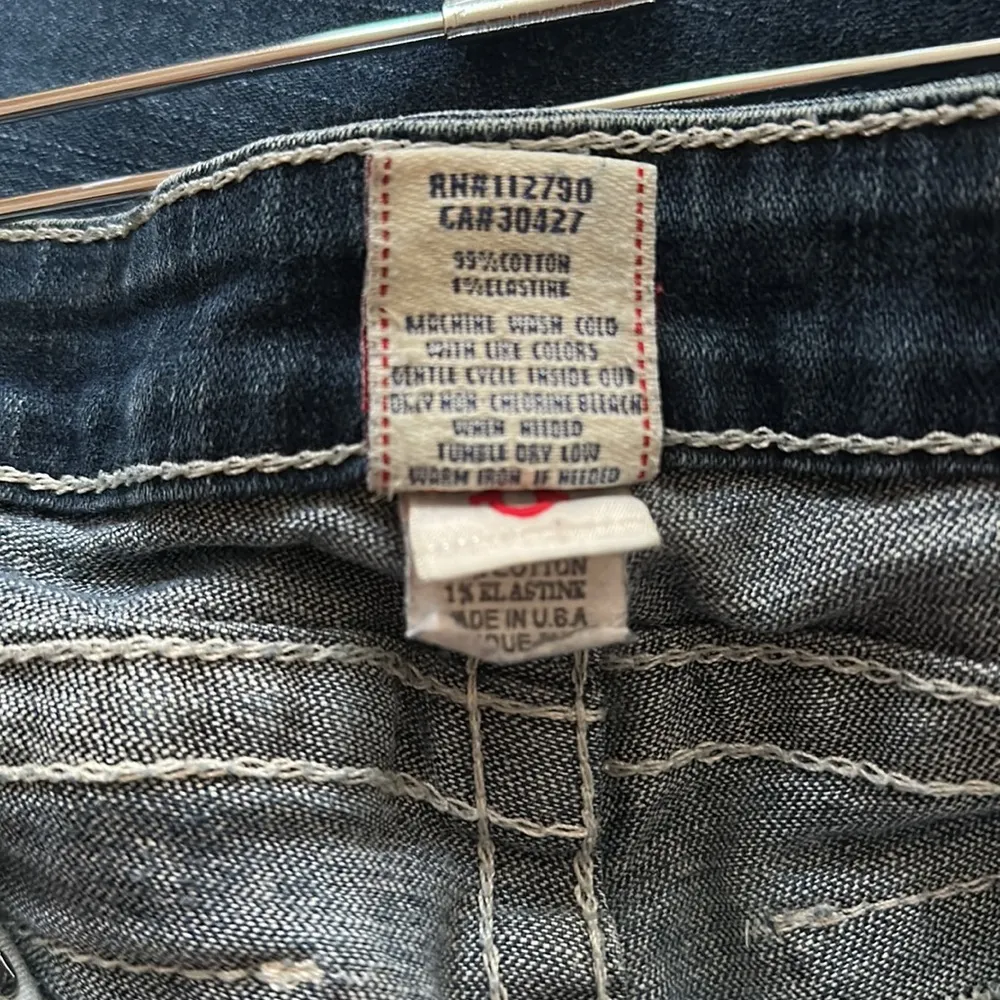 RN#112790
CA#30427
99%COTTON
1%ELASTINE
MACHINE WASH COLD
WITH LIKE COLORS
GENTLE CYCLE INSIDE OUT
ONLY NON CHLORINE BLEACH
WHEN NEEDED
TUMBLE DRY LOW
WARM IRON IF NEEDED
COTTON
1% ELASTINE
MADE IN U.S.A